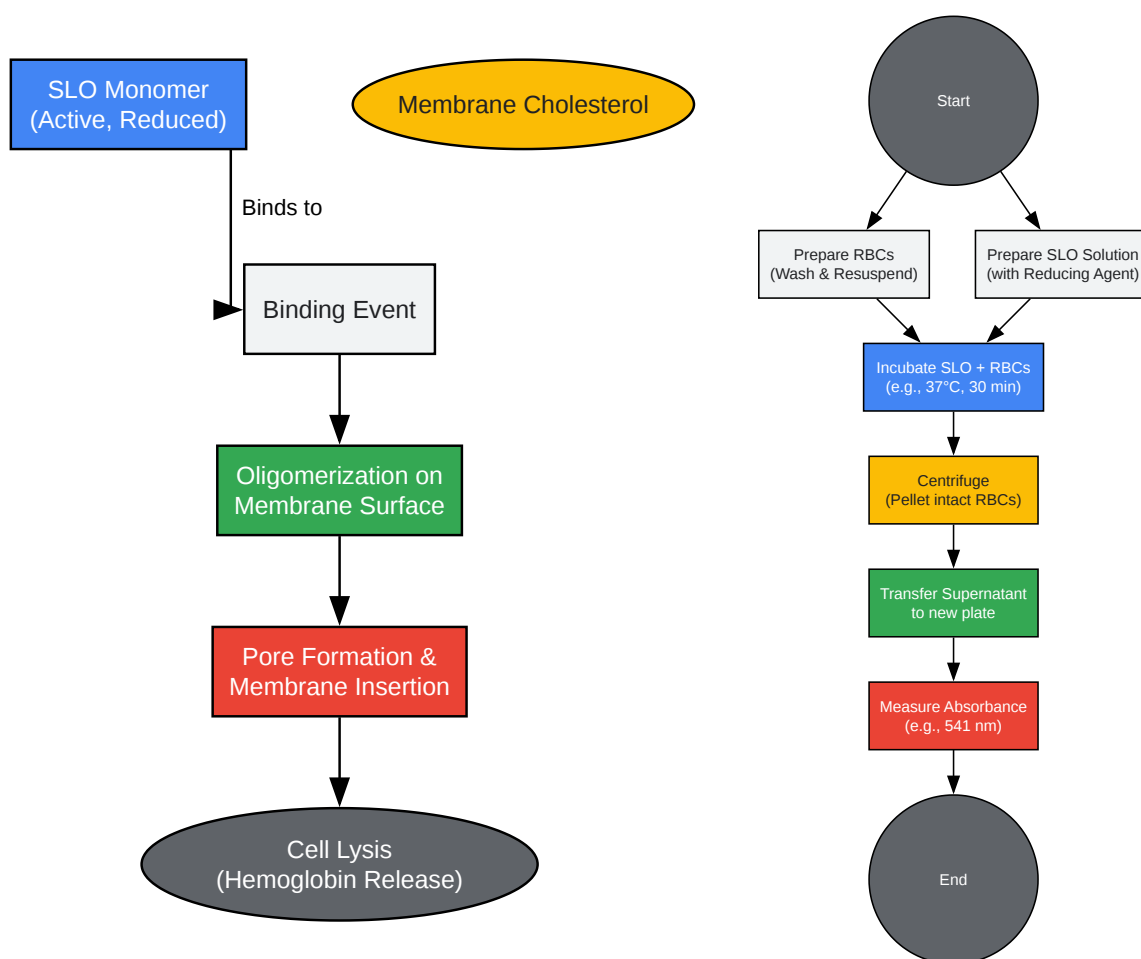 SLO Monomer
(Active, Reduced)
Membrane Cholesterol
Binds to
Binding Event
Oligomerization on
Membrane Surface
Pore Formation &
Membrane Insertion
Cell Lysis
(Hemoglobin Release)
Start
Prepare RBCs
(Wash & Resuspend)
Prepare SLO Solution
(with Reducing Agent)
Incubate SLO + RBCs
(e.g., 37°C, 30 min)
Centrifuge
(Pellet intact RBCs)
Transfer Supernatant
to new plate
Measure Absorbance
(e.g., 541 nm)
End